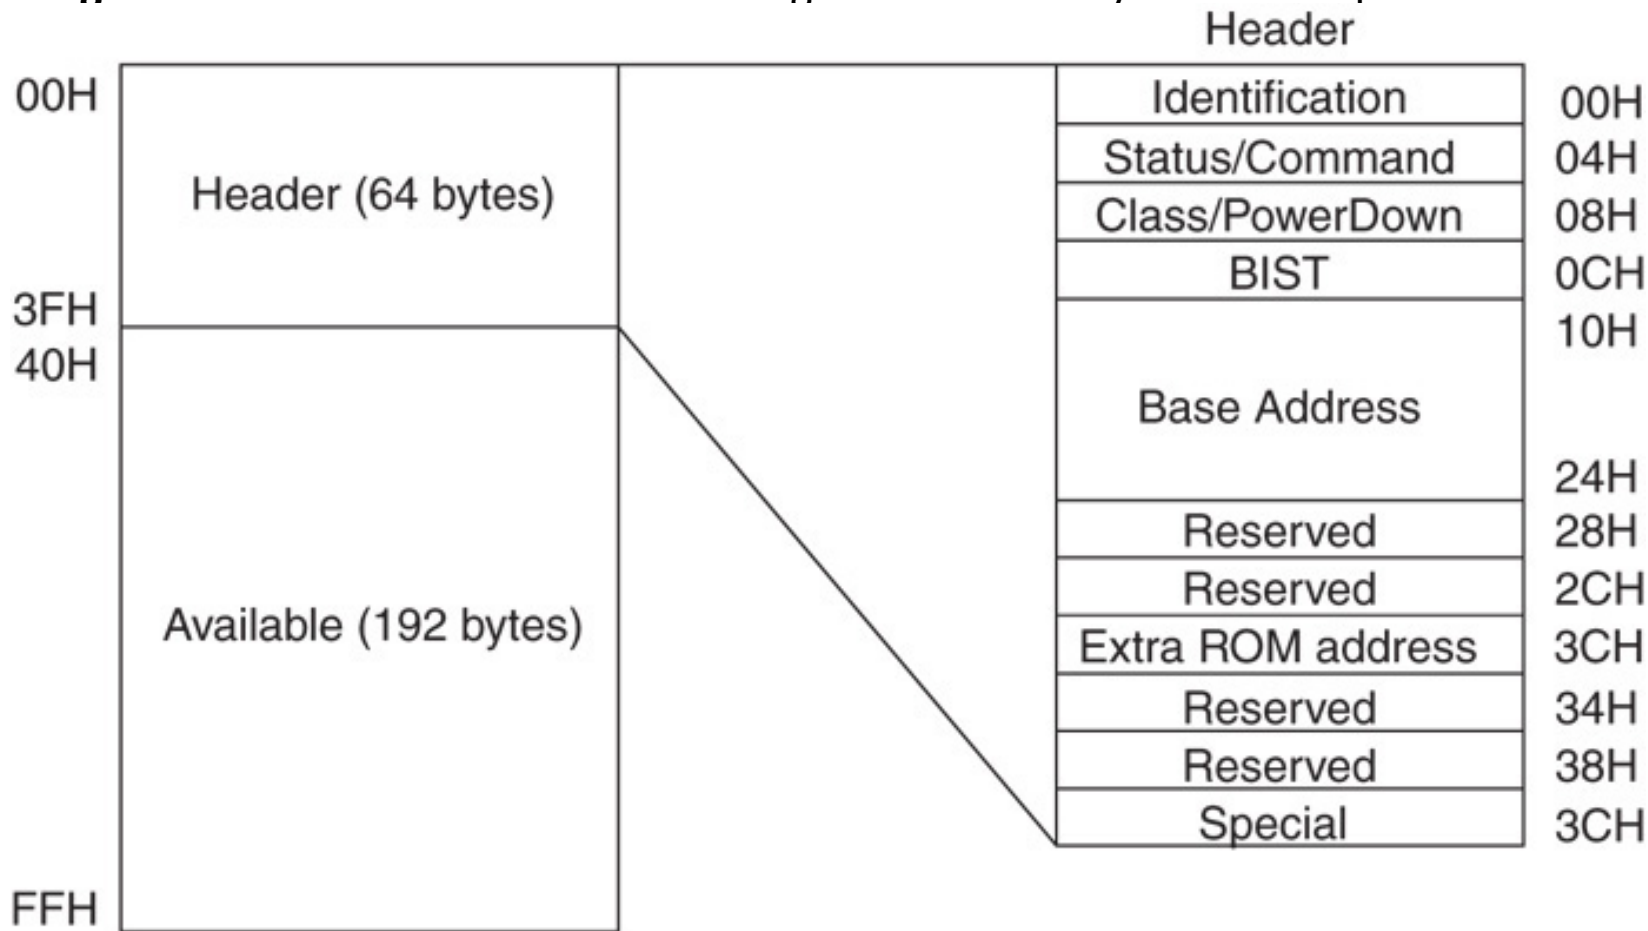 Header
00H
Header (64 bytes)
3FH
40H
Available (192 bytes)
FFH
Identification 00H
Status/Command 04H
Class/PowerDown 08H
BIST 0CH
10H
Base Address
24H
Reserved 28H
Reserved 2CH
Extra ROM address 3CH
Reserved 34H
Reserved 38H
Special 3CH